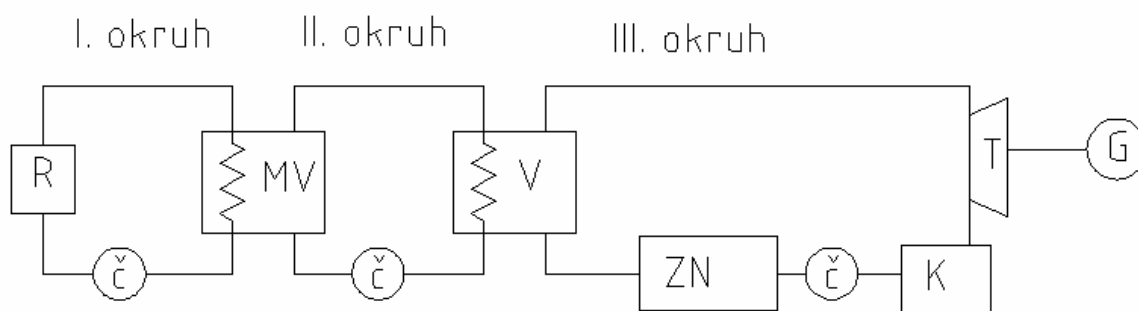 I. okruh
II. okruh
III. okruh
R
MV
V
T
G
č
č
ZN
č
K